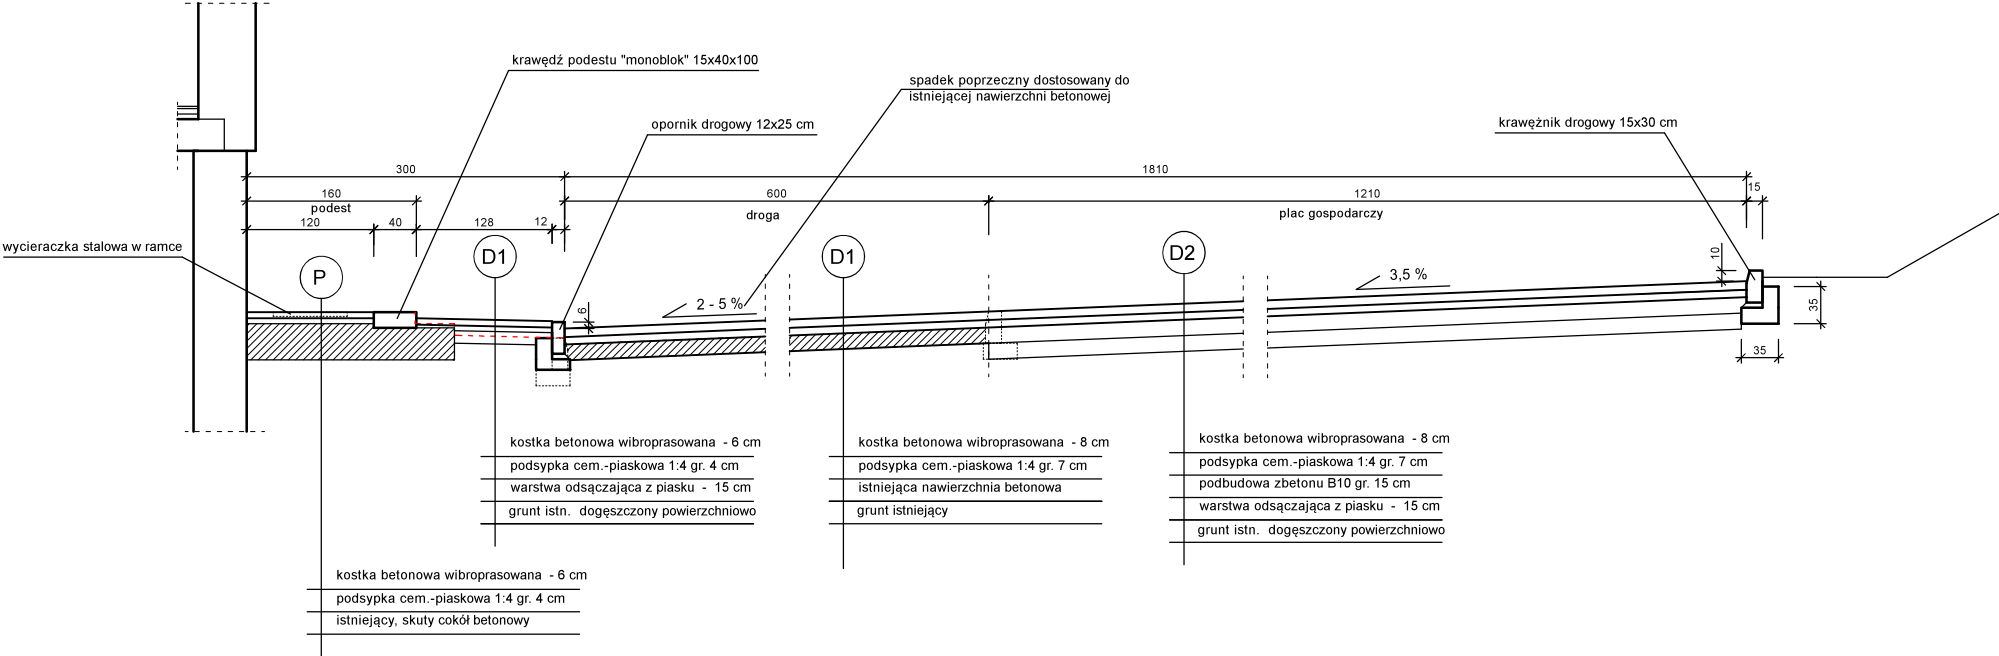 krawędź podestu "monoblok" 15x40x100
spadek poprzeczny dostosowany do
istniejącej nawierzchni betonowej
opornik drogowy 12x25 cm
krawężnik drogowy 15x30 cm
300
1810
160
600
1210
15
podest
droga
plac gospodarczy
120
40
128
12
wycieraczka stalowa w ramce
P
D1
D1
D2
10
3,5 %
2 - 5 %
6
35
35
kostka betonowa wibroprasowana - 6 cm
podsypka cem.-piaskowa 1:4 gr. 4 cm
warstwa odsączająca z piasku - 15 cm
grunt istn. dogęszczony powierzchniowo
kostka betonowa wibroprasowana - 8 cm
podsypka cem.-piaskowa 1:4 gr. 7 cm
istniejąca nawierzchnia betonowa
grunt istniejący
kostka betonowa wibroprasowana - 8 cm
podsypka cem.-piaskowa 1:4 gr. 7 cm
podbudowa zbetonu B10 gr. 15 cm
warstwa odsączająca z piasku - 15 cm
grunt istn. dogęszczony powierzchniowo
kostka betonowa wibroprasowana - 6 cm
podsypka cem.-piaskowa 1:4 gr. 4 cm
istniejący, skuty cokół betonowy